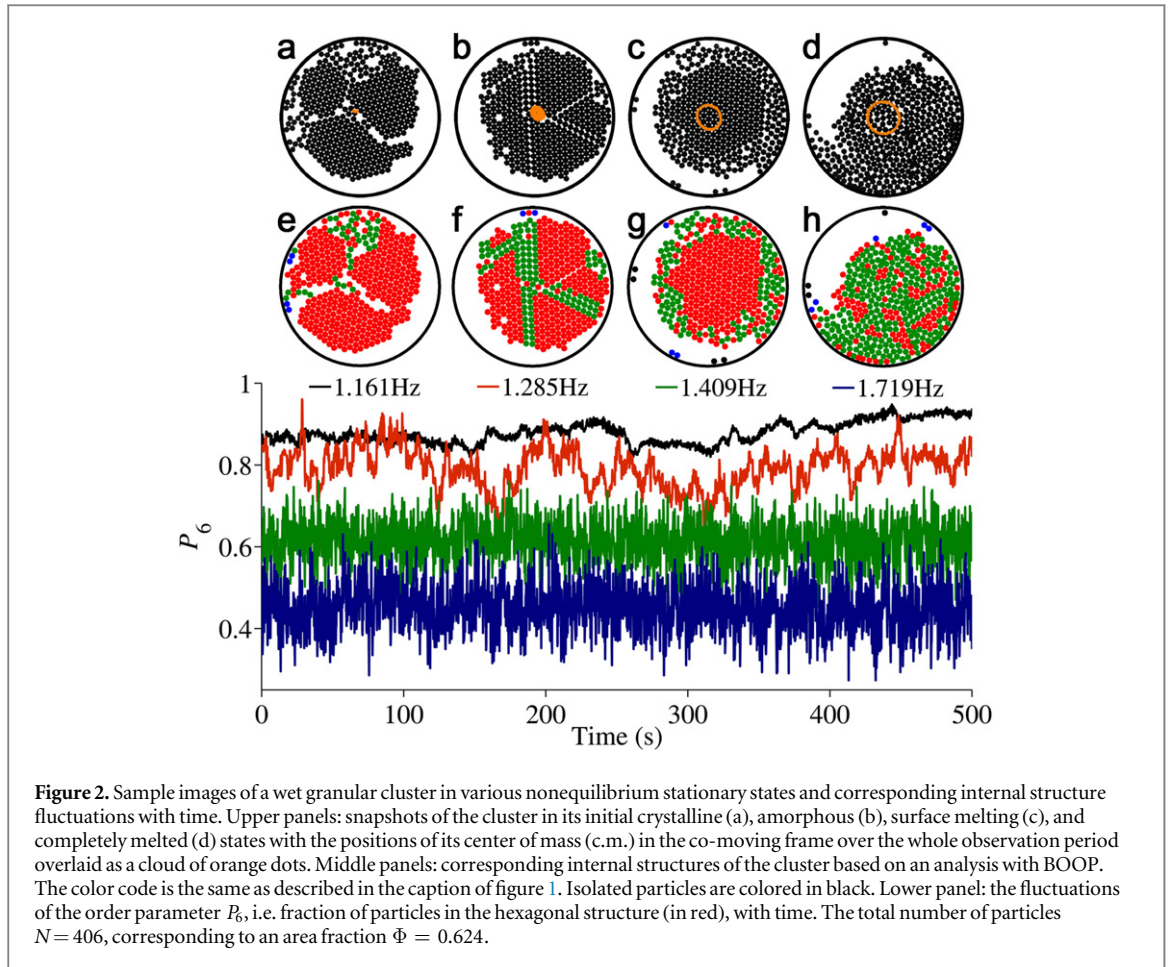 a b c d
e f g h
1.161Hz 1.285Hz 1.409Hz 1.719Hz
1
0.8
0.6
0.4
P6
0 100 200 300 400 500
Time (s)
Figure 2. Sample images of a wet granular cluster in various nonequilibrium stationary states and corresponding internal structure
fluctuations with time. Upper panels: snapshots of the cluster in its initial crystalline (a), amorphous (b), surface melting (c), and
completely melted (d) states with the positions of its center of mass (c.m.) in the co-moving frame over the whole observation period
overlaid as a cloud of orange dots. Middle panels: corresponding internal structures of the cluster based on an analysis with BOOP.
The color code is the same as described in the caption of figure 1. Isolated particles are colored in black. Lower panel: the fluctuations
of the order parameter P6, i.e. fraction of particles in the hexagonal structure (in red), with time. The total number of particles
N = 406, corresponding to an area fraction Φ = 0.624.